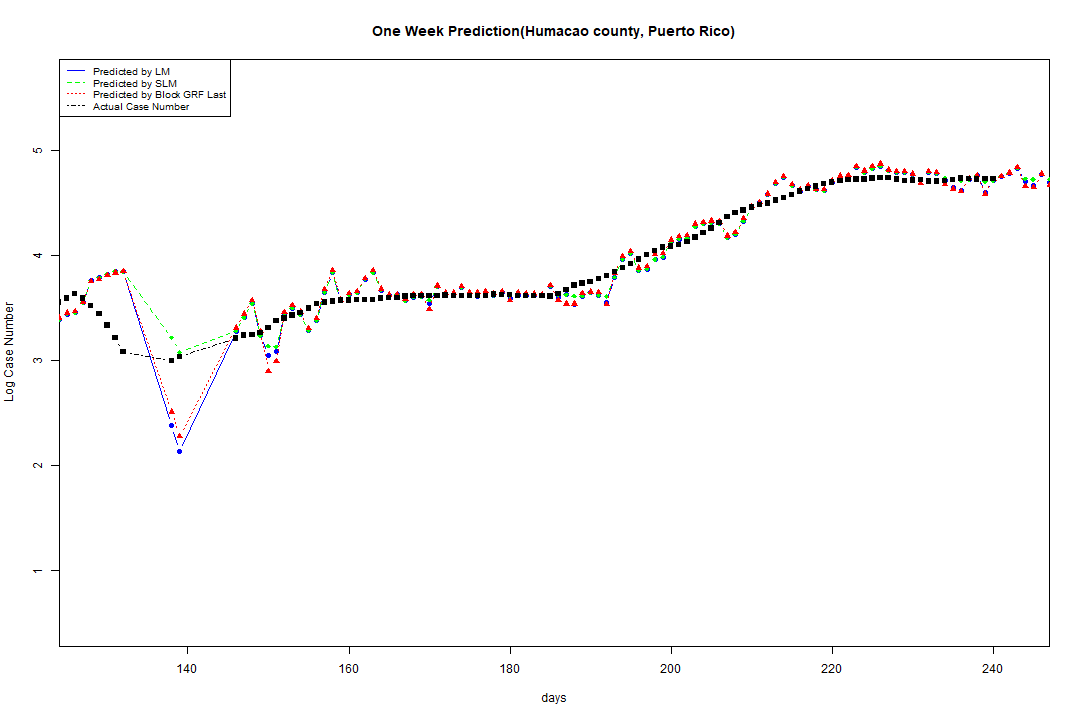 One Week Prediction(Humacao county, Puerto Rico)
Predicted by LM
Predicted by SLM
Predicted by Block GRF Last
Actual Case Number
5
4
3
2
1
Log Case Number
140 160 180 200 220 240
days